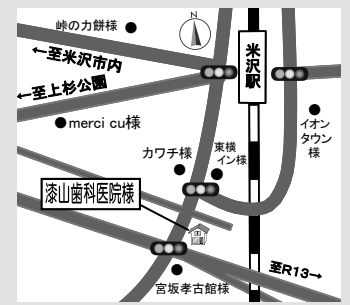 峠の力餅様
N
米沢駅
←至米沢市内
←至上杉公園
merci cu様
イオン
タウン
様
カワチ様
東横
イン様
漆山歯科医院様
至R13→
宮坂孝古館様